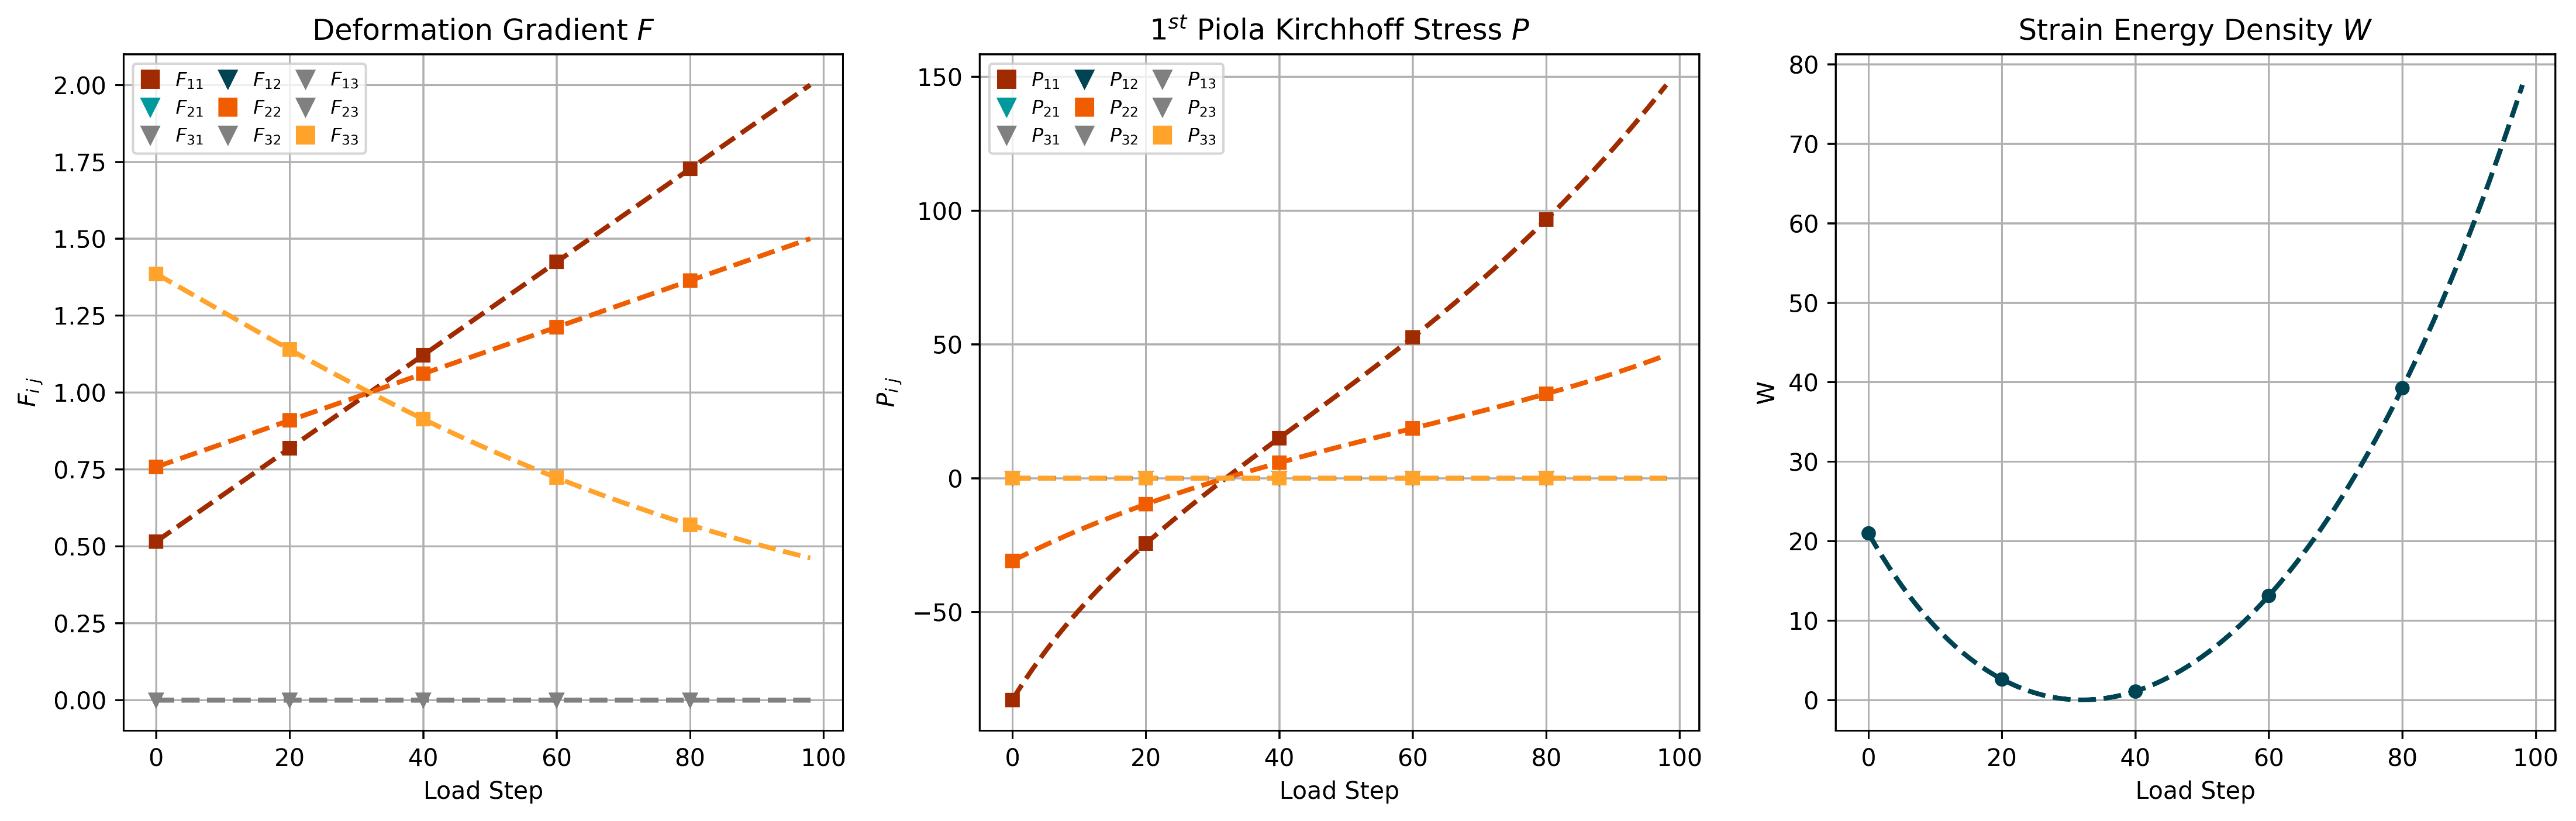 Deformation Gradient F
F11 F12 F13
F21 F22 F23
F31 F32 F33
2.00
1.75
1.50
1.25
1.00
0.75
0.50
0.25
0.00
Fi j
0 20 40 60 80 100
Load Step
1st Piola Kirchhoff Stress P
P11 P12 P13
P21 P22 P23
P31 P32 P33
150
100
50
0
−50
Pi j
0 20 40 60 80 100
Load Step
Strain Energy Density W
80
70
60
50
40
30
20
10
0
W
0 20 40 60 80 100
Load Step